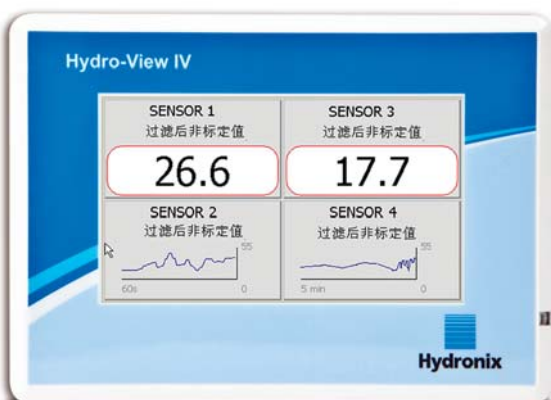 Hydro-View IV
SENSOR 1
过滤后非标定值
26.6
SENSOR 3
过滤后非标定值
17.7
SENSOR 2
过滤后非标定值
55
60s
0
SENSOR 4
过滤后非标定值
55
5 min
0
Hydronix